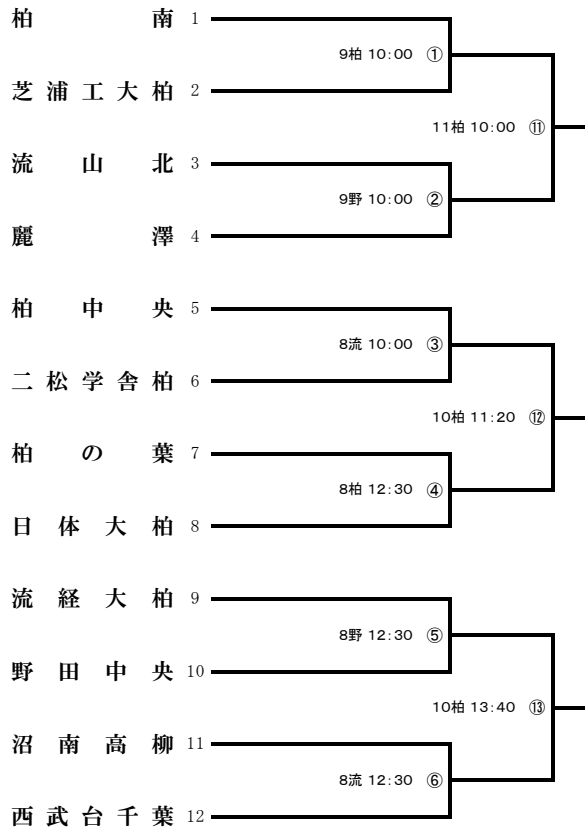 柏南 1
9柏 10:00 ①
芝浦工大柏 2
11柏 10:00 ⑪
流山北 3
9野 10:00 ②
麗澤 4
柏中央 5
8流 10:00 ③
二松学舎柏 6
10柏 11:20 ⑫
柏の葉 7
8柏 12:30 ④
日体大柏 8
流経大柏 9
8野 12:30 ⑤
野田中央 10
10柏 13:40 ⑬
沼南高柳 11
8流 12:30 ⑥
西武台千葉 12